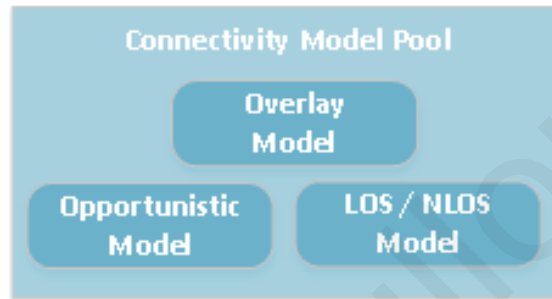 Connectivity Model Pool
Overlay
Model
Opportunistic
Model
LOS / NLOS
Model